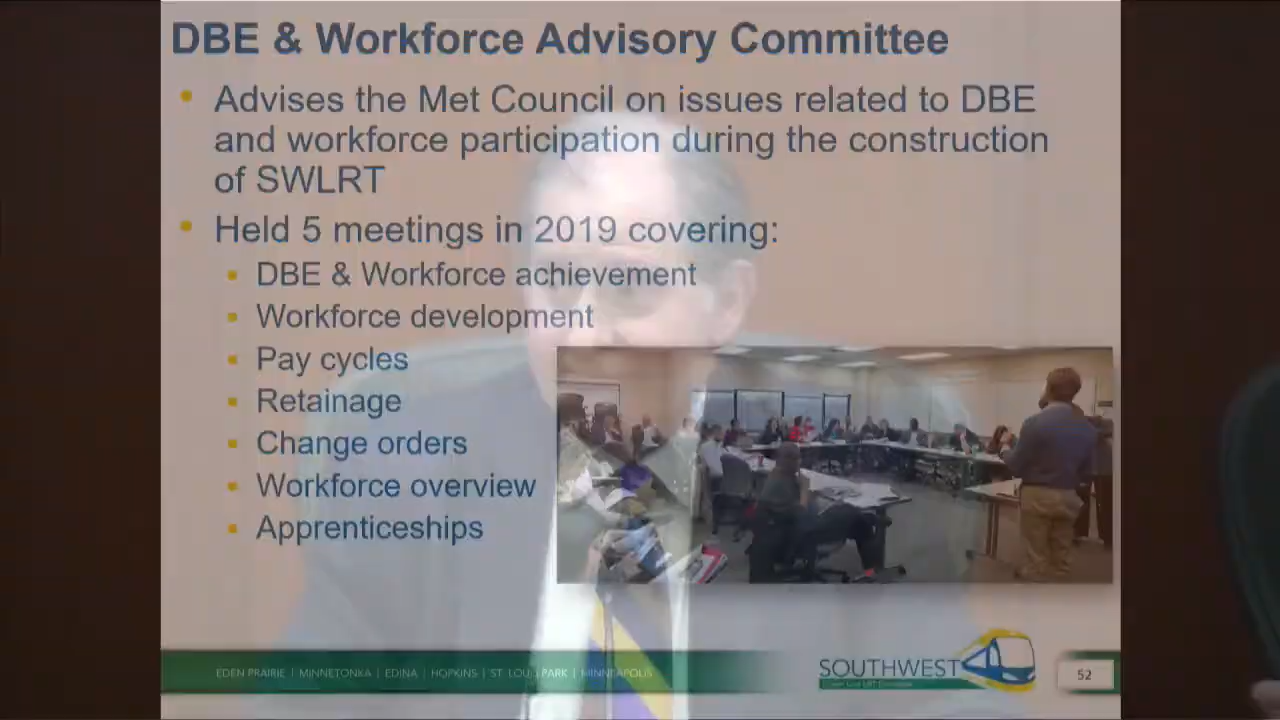 DBE & Workforce Advisory Committee
Advises the Met Council on issues related to DBE
and workforce participation during the construction
of SWLRT
Held 5 meetings in 2019 covering:
DBE & Workforce achievement
Workforce development
Pay cycles
Retainage
Change orders
Workforce overview
Apprenticeships
EDEN PRAIRIE | MINNETONKA | EDINA | HOPKINS | ST. LOUIS PARK | MINNEAPOLIS
SOUTHWEST
52